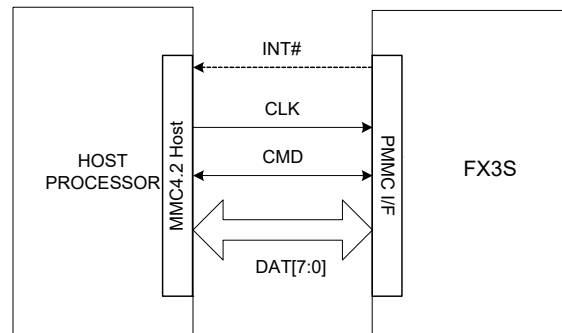 INT#
CLK
CMD
DAT[7:0]
HOST
PROCESSOR
MMC4.2 Host
PMMC I/F
FX3S